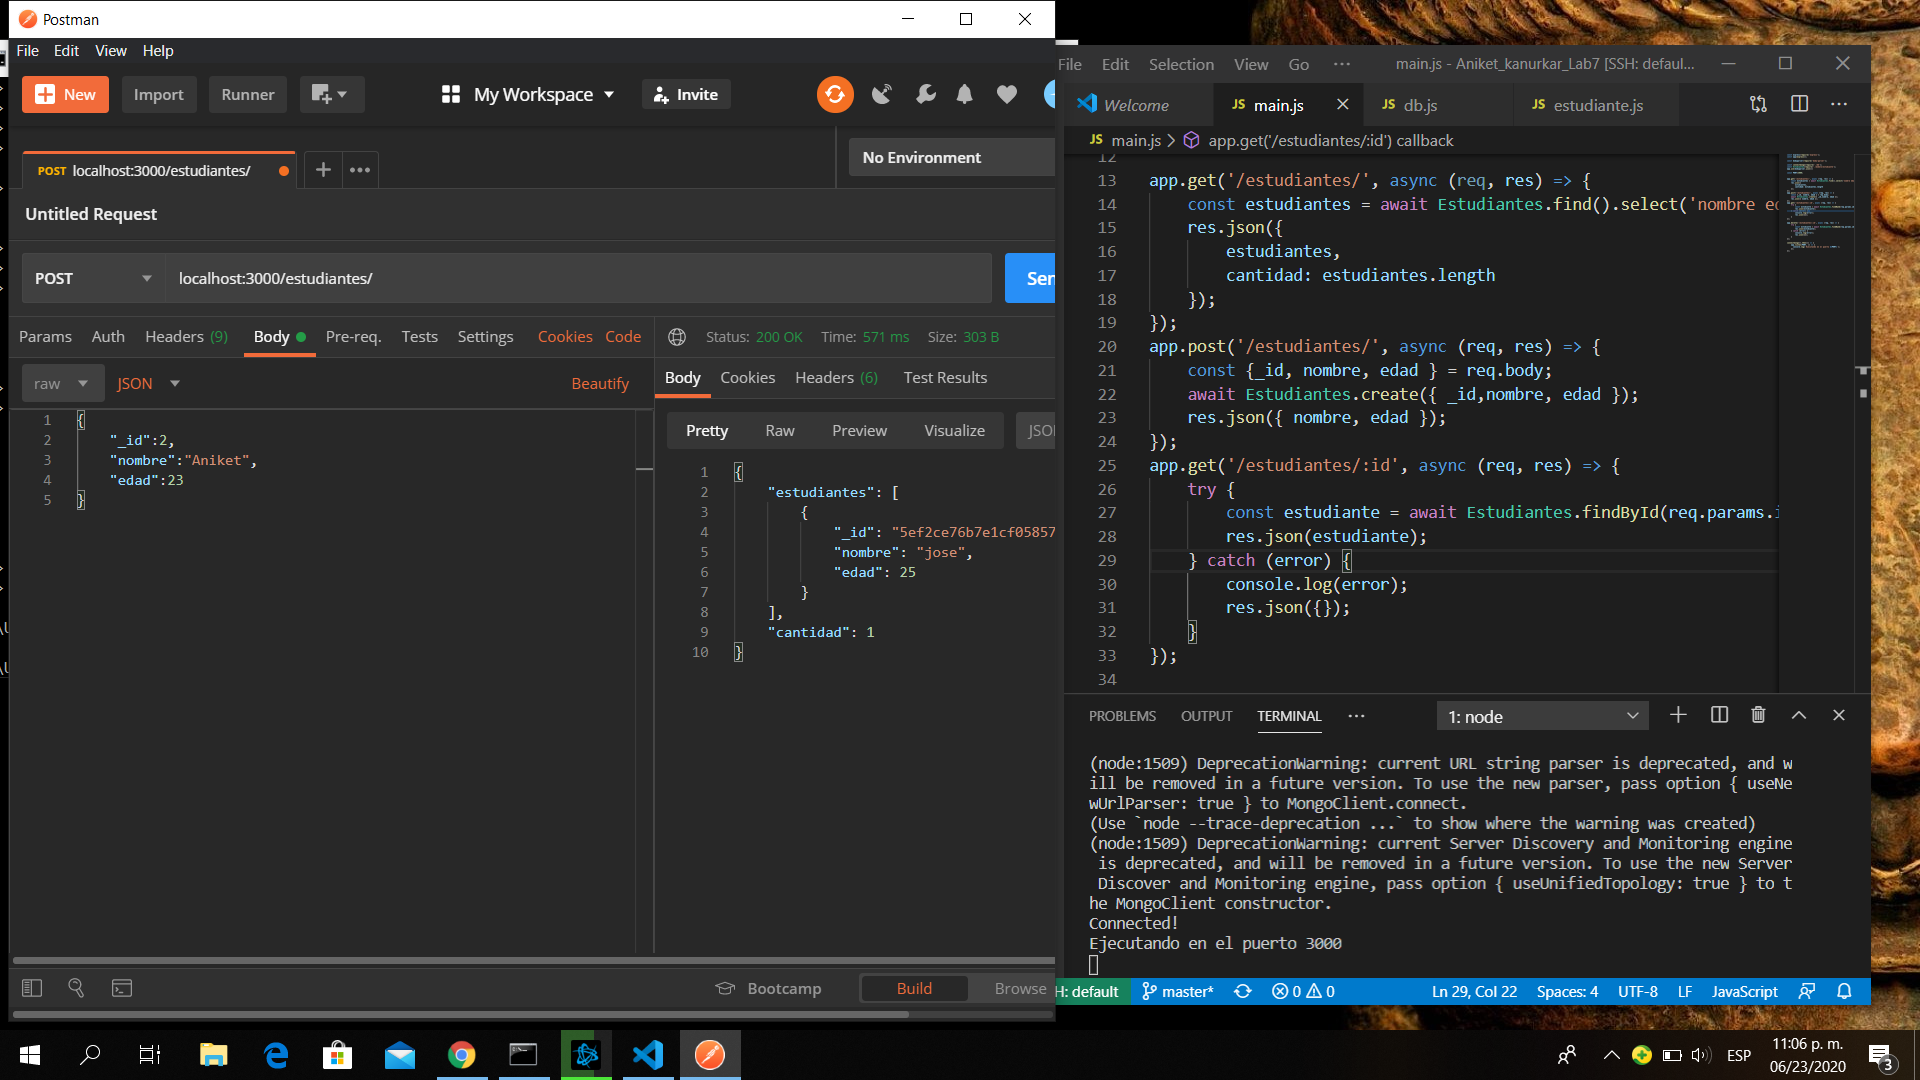 Postman
File Edit View Help
New Import Runner My Workspace Invite
POST localhost:3000/estudiantes/ No Environment
Untitled Request
POST localhost:3000/estudiantes/
Params Auth Headers (9) Body Pre-req. Tests Settings Cookies Code
raw JSON Beautify
1 {
2 "_id":2,
3 "nombre":"Aniket",
4 "edad":23
5 }
Status: 200 OK Time: 571 ms Size: 303 B
Body Cookies Headers (6) Test Results
Pretty Raw Preview Visualize
1 {
2 "estudiantes": [
3 {
4 "_id": "5ef2ce76b7e1cf05857
5 "nombre": "jose",
6 "edad": 25
7 }
8 ],
9 "cantidad": 1
10 }
Bootcamp Build Browse
File Edit Selection View Go ··· main.js - Aniket_kanurkar_Lab7 [SSH: defaul...
Welcome JS main.js JS db.js JS estudiante.js
JS main.js > app.get('/estudiantes/:id') callback
12
13 app.get('/estudiantes/', async (req, res) => {
14 const estudiantes = await Estudiantes.find().select('nombre ed
15 res.json({
16 estudiantes,
17 cantidad: estudiantes.length
18 });
19 });
20 app.post('/estudiantes/', async (req, res) => {
21 const {_id, nombre, edad } = req.body;
22 await Estudiantes.create({ _id,nombre, edad });
23 res.json({ nombre, edad });
24 });
25 app.get('/estudiantes/:id', async (req, res) => {
26 try {
27 const estudiante = await Estudiantes.findById(req.params.i
28 res.json(estudiante);
29 } catch (error) {
30 console.log(error);
31 res.json({});
32 }
33 });
34
PROBLEMS OUTPUT TERMINAL ··· 1: node
(node:1509) DeprecationWarning: current URL string parser is deprecated, and w
ill be removed in a future version. To use the new parser, pass option { useNe
wUrlParser: true } to MongoClient.connect.
(Use `node --trace-deprecation ...` to show where the warning was created)
(node:1509) DeprecationWarning: current Server Discovery and Monitoring engine
is deprecated, and will be removed in a future version. To use the new Server
Discover and Monitoring engine, pass option { useUnifiedTopology: true } to t
he MongoClient constructor.
Connected!
Ejecutando en el puerto 3000
H: default master* 0 0 Ln 29, Col 22 Spaces: 4 UTF-8 LF JavaScript
ESP 11:06 p. m.
06/23/2020 3